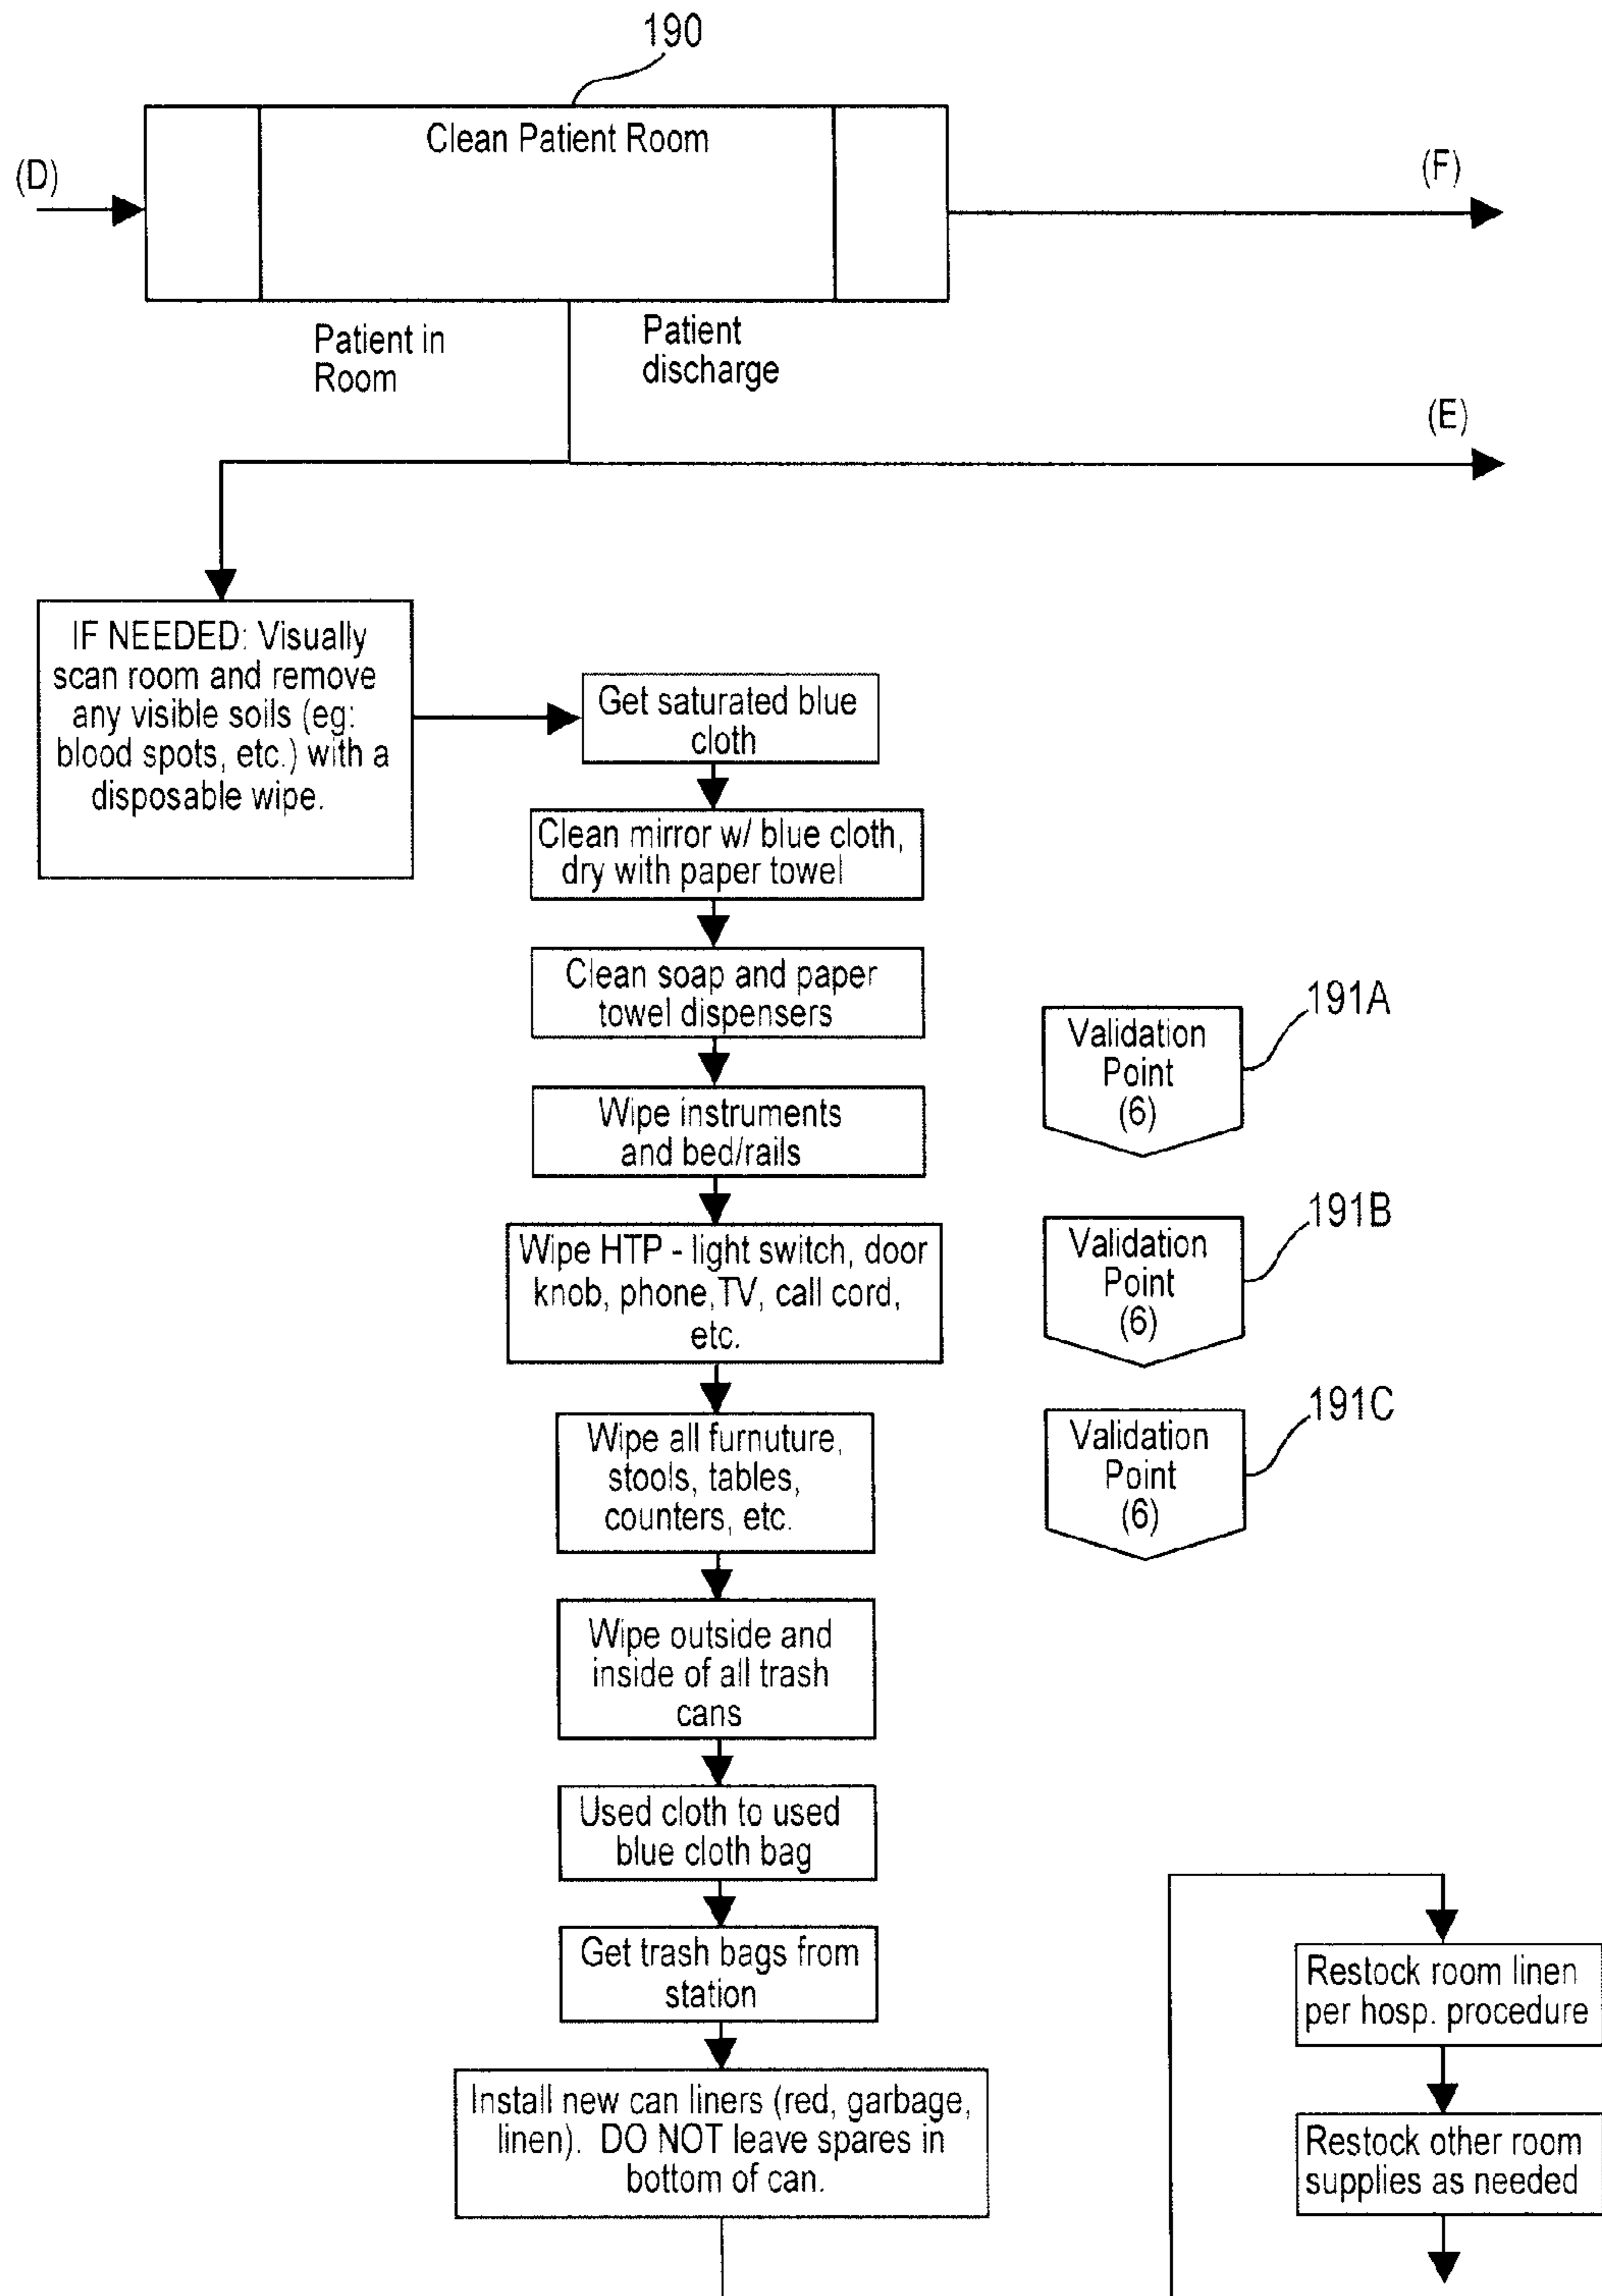 190
Clean Patient Room
(D)
(F)
Patient in
Room
Patient
discharge
(E)
IF NEEDED: Visually
scan room and remove
any visible soils (eg:
blood spots, etc.) with a
disposable wipe.
Get saturated blue
cloth
Clean mirror w/ blue cloth,
dry with paper towel
Clean soap and paper
towel dispensers
Wipe instruments
and bed/rails
Validation
Point
(6)
191A
Wipe HTP - light switch, door
knob, phone, TV, call cord,
etc.
Validation
Point
(6)
191B
Wipe all furnuture,
stools, tables,
counters, etc.
Validation
Point
(6)
191C
Wipe outside and
inside of all trash
cans
Used cloth to used
blue cloth bag
Get trash bags from
station
Install new can liners (red, garbage,
linen). DO NOT leave spares in
bottom of can.
Restock room linen
per hosp. procedure
Restock other room
supplies as needed